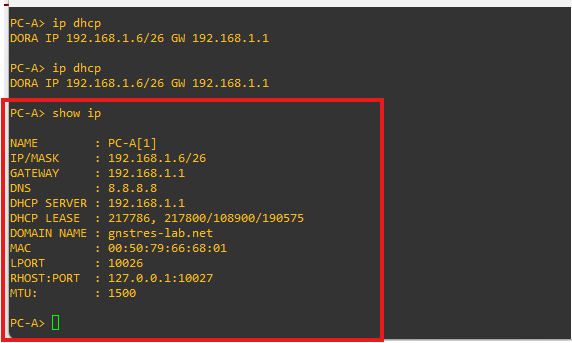 PC-A> ip dhcp
DORA IP 192.168.1.6/26 GW 192.168.1.1
PC-A> ip dhcp
DORA IP 192.168.1.6/26 GW 192.168.1.1
PC-A> show ip
NAME : PC-A[1]
IP/MASK : 192.168.1.6/26
GATEWAY : 192.168.1.1
DNS : 8.8.8.8
DHCP SERVER : 192.168.1.1
DHCP LEASE : 217786, 217800/108900/190575
DOMAIN NAME : gnstres-lab.net
MAC : 00:50:79:66:68:01
LPORT : 10026
RHOST:PORT : 127.0.0.1:10027
MTU: : 1500
PC-A>